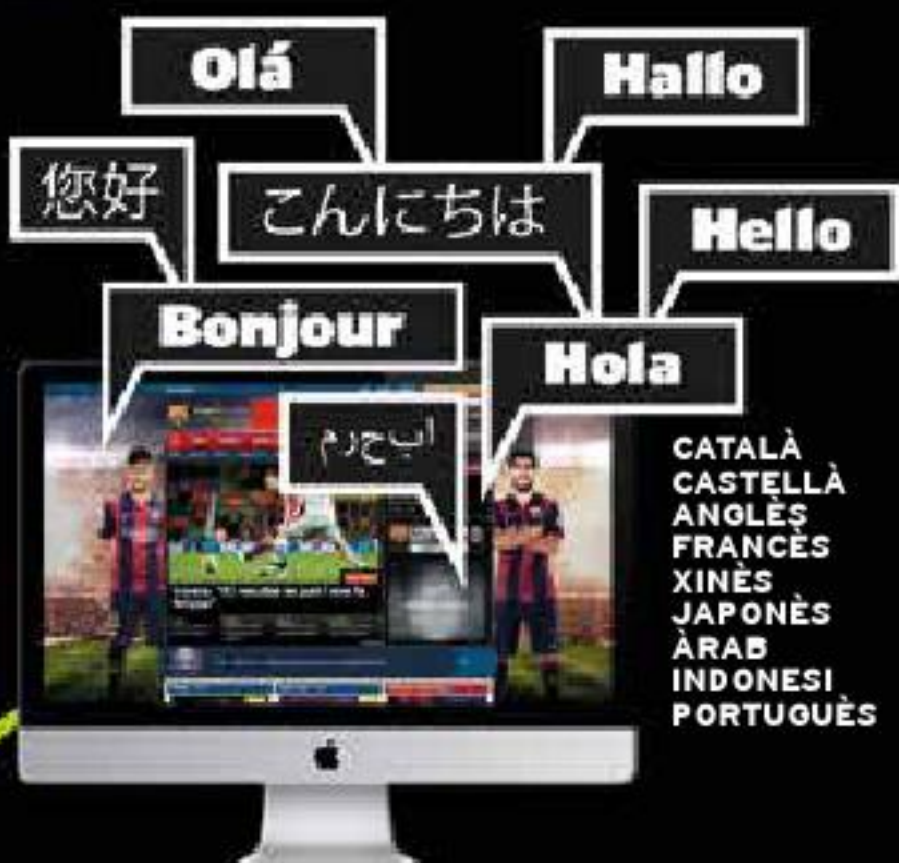 Olá
Hallo
您好
こんにちは
Hello
Bonjour
Hola
ابحرم
CATALÀ
CASTELLÀ
ANGLÈS
FRANCÈS
XINÈS
JAPONÈS
ÀRAB
INDONESI
PORTUGUÈS